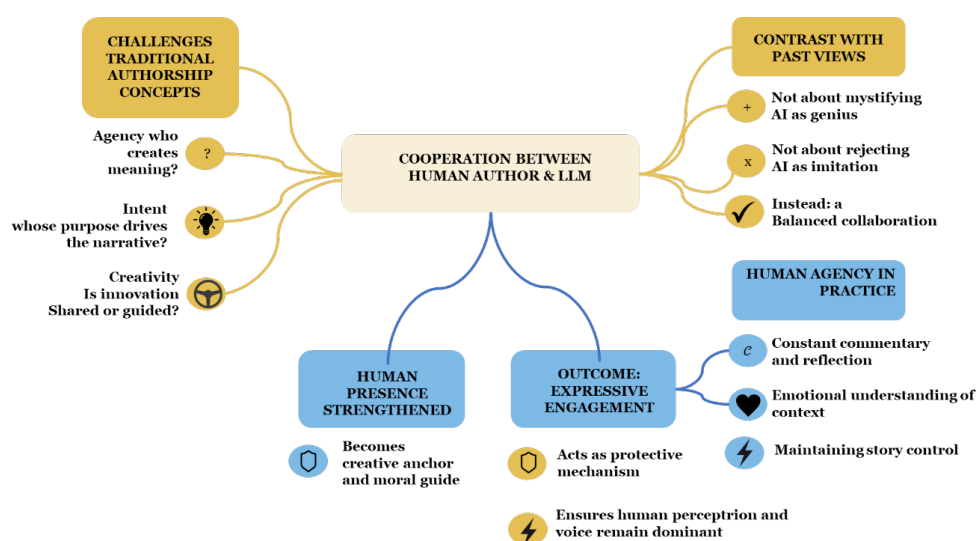 CHALLENGES
TRADITIONAL
AUTHORSHIP
CONCEPTS
Agency who
creates
meaning?
?
Intent
whose purpose drives
the narrative?
Creativity
Is innovation
Shared or guided?
COOPERATION BETWEEN
HUMAN AUTHOR & LLM
CONTRAST WITH
PAST VIEWS
+
Not about mystifying
AI as genius
x
Not about rejecting
AI as imitation
Instead: a
Balanced collaboration
HUMAN AGENCY IN
PRACTICE
C
Constant commentary
and reflection
Emotional understanding of
context
Maintaining story control
HUMAN
PRESENCE
STRENGTHENED
Becomes
creative anchor
and moral guide
OUTCOME:
EXPRESSIVE
ENGAGEMENT
Acts as protective
mechanism
Ensures human perceptrion and
voice remain dominant